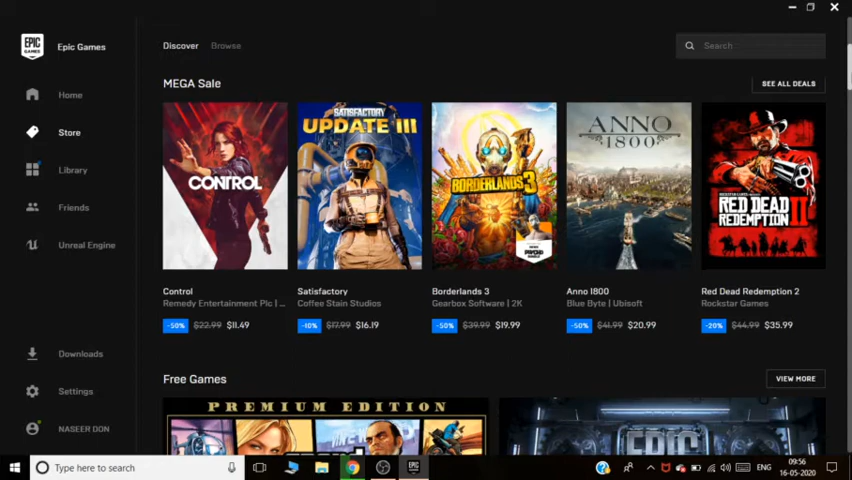 EPIC
GAMES
Epic Games
Discover
Browse
Search
Home
Store
Library
Friends
Unreal Engine
Downloads
Settings
NASEER DON
MEGA Sale
SEE ALL DEALS
CONTROL
SATISFACTORY
UPDATE III
BORDERLANDS 3
ANNO
1800
RED DEAD
REDEMPTION II
Control
Remedy Entertainment Plc | ...
-50% $22.99 $11.49
Satisfactory
Coffee Stain Studios
-10% $17.99 $16.19
Borderlands 3
Gearbox Software | 2K
-50% $39.99 $19.99
Anno 1800
Blue Byte | Ubisoft
-50% $41.99 $20.99
Red Dead Redemption 2
Rockstar Games
-20% $44.99 $35.99
Free Games
VIEW MORE
PREMIUM EDITION
EPIC
Type here to search
EPIC
ENG
09:56
16-05-2020